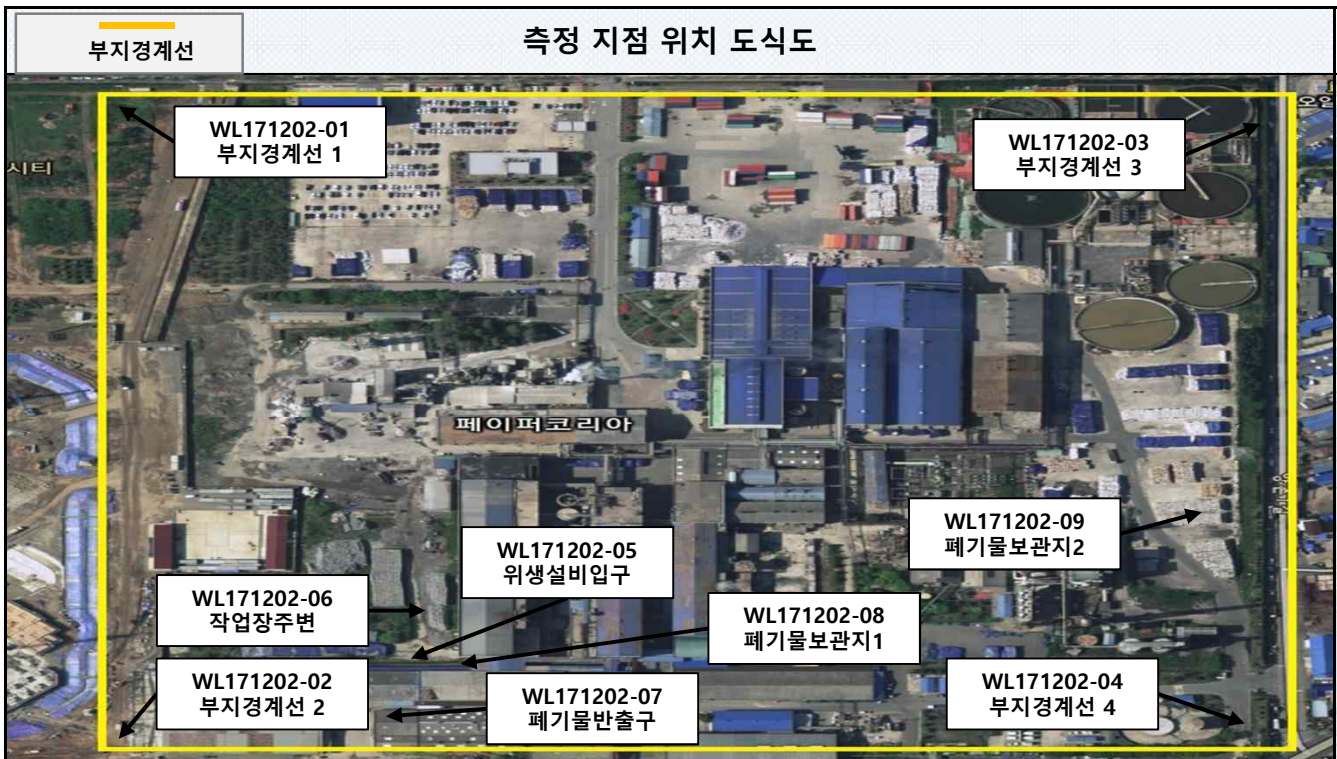 부지경계선
측정 지점 위치 도식도
WL171202-01
부지경계선 1
WL171202-03
부지경계선 3
시티
페이퍼코리아
WL171202-09
폐기물보관지2
WL171202-05
위생설비입구
WL171202-06
작업장주변
WL171202-08
폐기물보관지1
WL171202-02
부지경계선 2
WL171202-07
폐기물반출구
WL171202-04
부지경계선 4